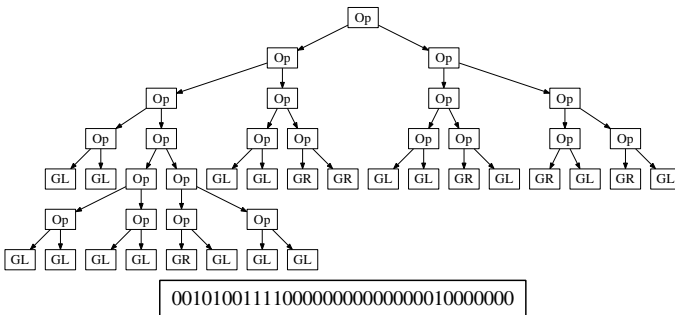 Op
Op Op
Op Op Op Op
Op Op Op Op Op Op Op Op
GL GL Op Op GL GL GR GR GL GL GR GL GR GL GR GL
Op Op Op Op
GL GL GL GL GR GL GL GL
00101001111000000000000000010000000